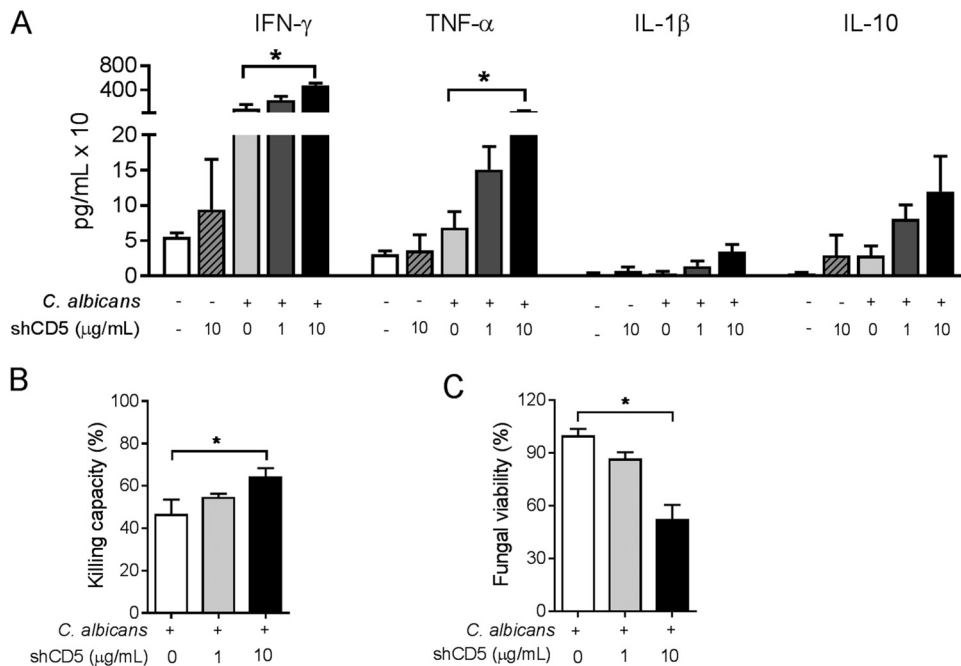 A
IFN-γ TNF-α IL-1β IL-10
* *
800
400
20
15
10
5
0
pg/mL x 10
C. albicans - - + + + - - + + + - - + + + - - + + +
shCD5 (μg/mL) - 10 0 1 10 - 10 0 1 10 - 10 0 1 10 - 10 0 1 10
B
100
80
60
40
20
0
Killing capacity (%)
*
C. albicans + + +
shCD5 (μg/mL) 0 1 10
C
120
90
60
30
0
Fungal viability (%)
*
C. albicans + + +
shCD5 (μg/mL) 0 1 10